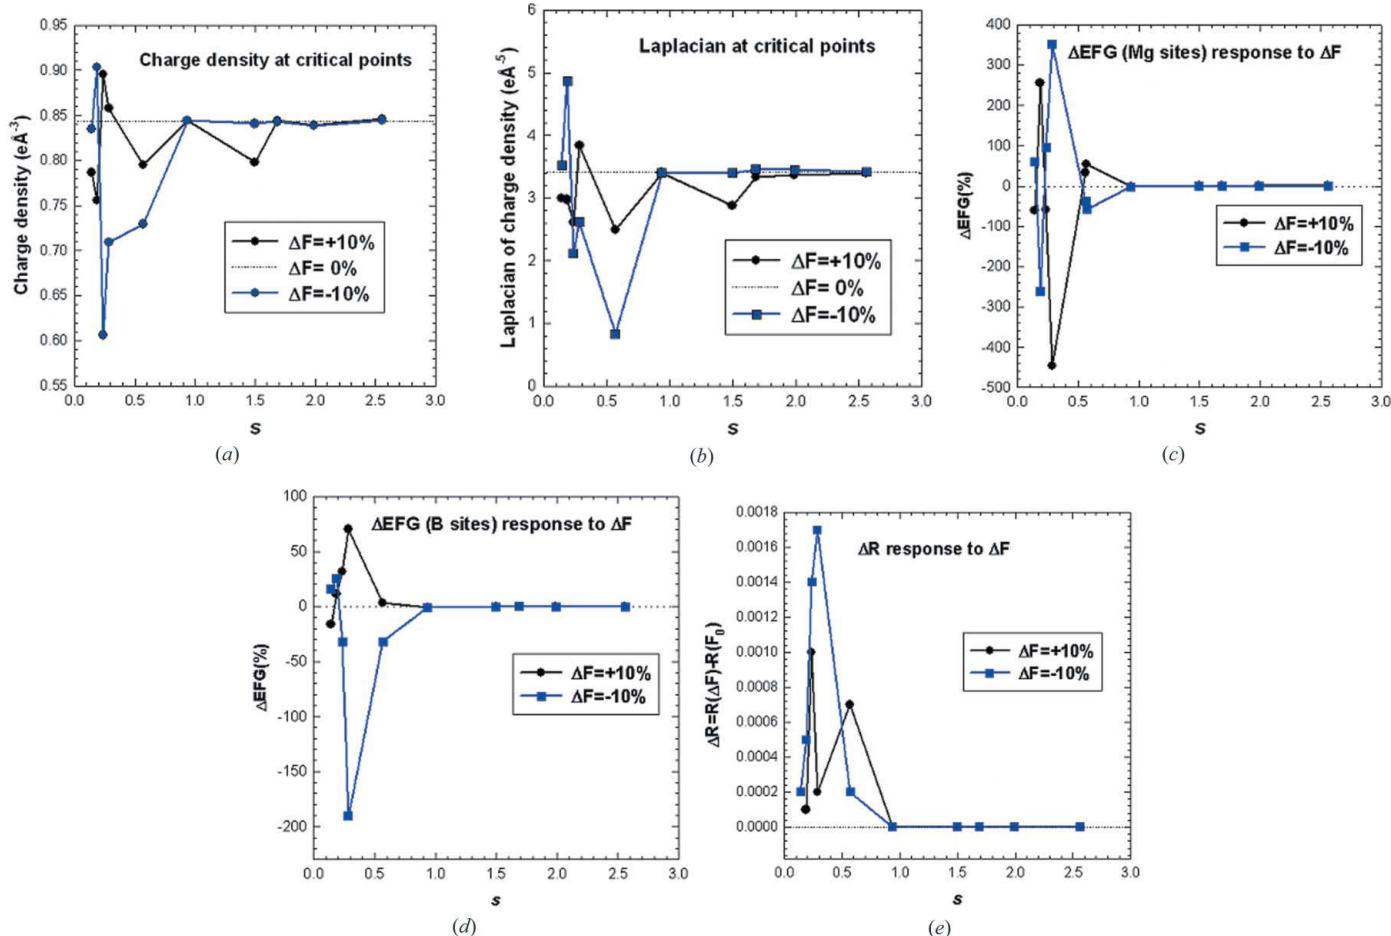 Charge density at critical points
Charge density (eÅ⁻³)
0.95
0.90
0.85
0.80
0.75
0.70
0.65
0.60
0.55
ΔF=+10%
ΔF= 0%
ΔF=-10%
0.0 0.5 1.0 1.5 2.0 2.5 3.0
s
(a)
Laplacian at critical points
Laplacian of charge density (eÅ⁻⁵)
6
5
4
3
2
1
0
ΔF=+10%
ΔF= 0%
ΔF=-10%
0.0 0.5 1.0 1.5 2.0 2.5 3.0
s
(b)
ΔEFG (Mg sites) response to ΔF
ΔEFG(%)
400
300
200
100
0
-100
-200
-300
-400
-500
ΔF=+10%
ΔF=-10%
0.0 0.5 1.0 1.5 2.0 2.5 3.0
s
(c)
ΔEFG (B sites) response to ΔF
ΔEFG(%)
100
50
0
-50
-100
-150
-200
ΔF=+10%
ΔF=-10%
0.0 0.5 1.0 1.5 2.0 2.5 3.0
s
(d)
ΔR response to ΔF
ΔR=R(ΔF)-R(F₀)
0.0018
0.0016
0.0014
0.0012
0.0010
0.0008
0.0006
0.0004
0.0002
0.0000
ΔF=+10%
ΔF=-10%
0.0 0.5 1.0 1.5 2.0 2.5 3.0
s
(e)